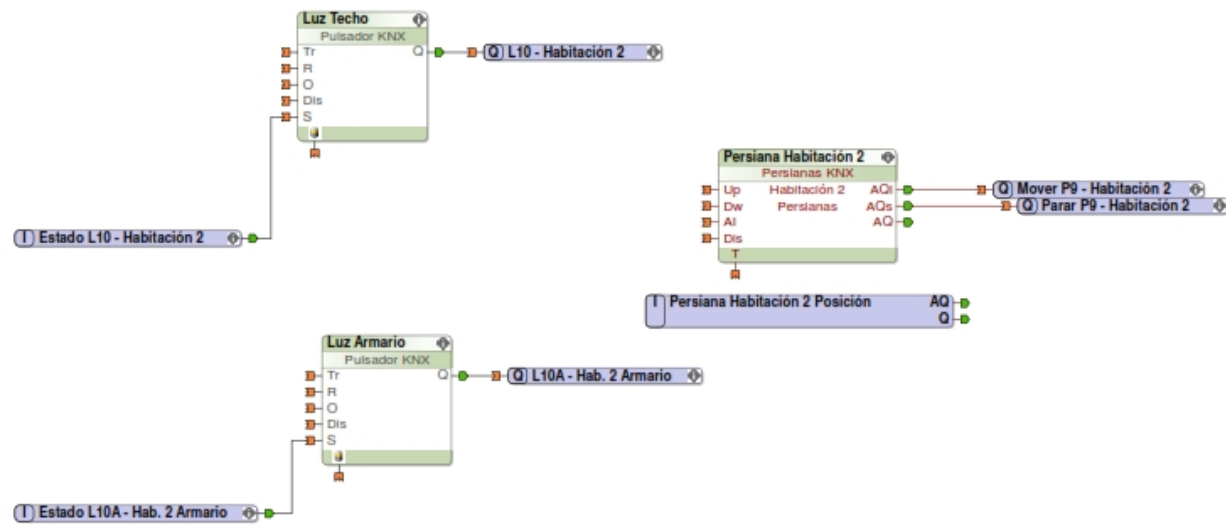 Luz Techo
Pulsador KNX
Tr Q
R
O
Dis
S
Q L10 - Habitación 2
I Estado L10 - Habitación 2
Persiana Habitación 2
Persianas KNX
Up Habitación 2 AQl
Dw Persianas AQs
Al AQ
Dis
T
Q Mover P9 - Habitación 2
Q Parar P9 - Habitación 2
I Persiana Habitación 2 Posición AQ
Q
Luz Armario
Pulsador KNX
Tr Q
R
O
Dis
S
Q L10A - Hab. 2 Armario
I Estado L10A - Hab. 2 Armario